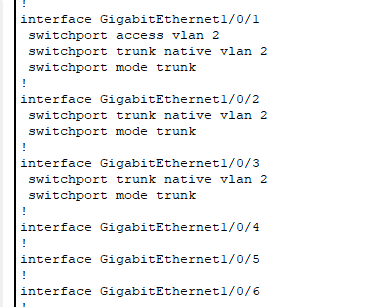 !
interface GigabitEthernet1/0/1
switchport access vlan 2
switchport trunk native vlan 2
switchport mode trunk
!
interface GigabitEthernet1/0/2
switchport trunk native vlan 2
switchport mode trunk
!
interface GigabitEthernet1/0/3
switchport trunk native vlan 2
switchport mode trunk
!
interface GigabitEthernet1/0/4
!
interface GigabitEthernet1/0/5
!
interface GigabitEthernet1/0/6
!